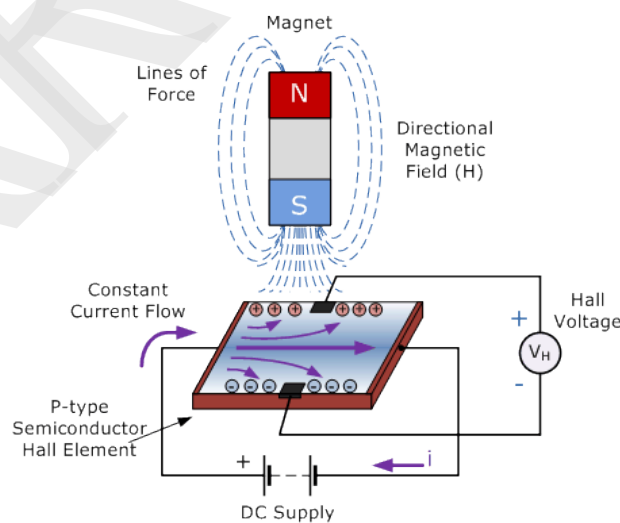 Magnet
Lines of
Force
N
Directional
Magnetic
Field (H)
S
Constant
Current Flow
Hall
Voltage
+ + + + + +
+
VH
-
- - - - - -
P-type
Semiconductor
Hall Element
+
i
DC Supply